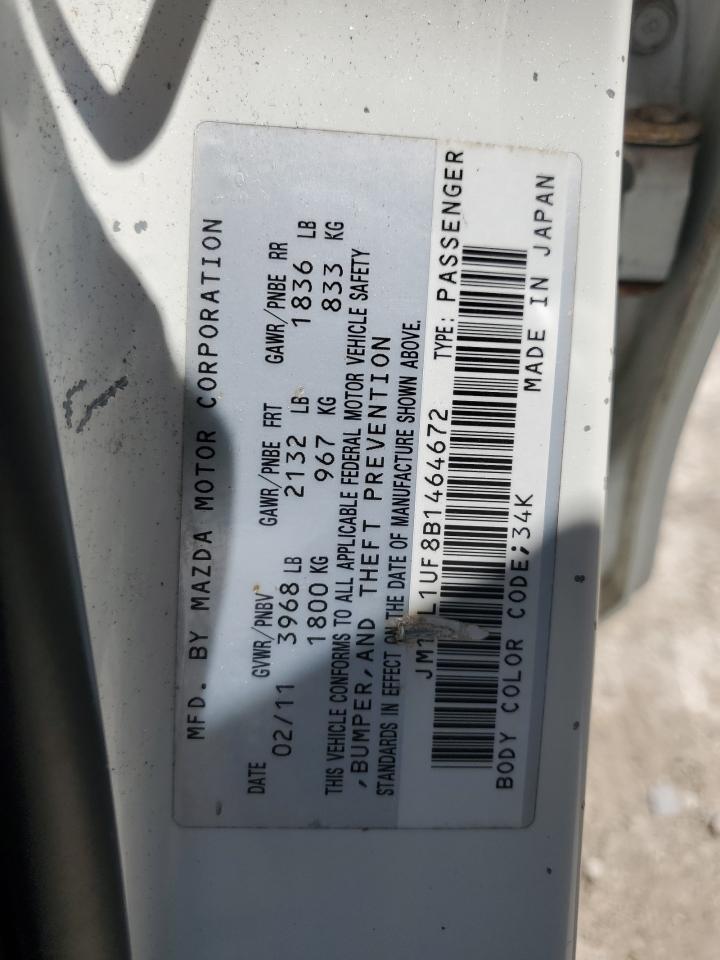 MFD. BY MAZDA MOTOR CORPORATION
DATE GVWR/PNBV GAWR/PNBE FRT GAWR/PNBE RR
02/11 3968 LB 2132 LB 1836 LB
1800 KG 967 KG 833 KG
THIS VEHICLE CONFORMS TO ALL APPLICABLE FEDERAL MOTOR VEHICLE SAFETY
,BUMPER,AND THEFT PREVENTION
STANDARDS IN EFFECT ON THE DATE OF MANUFACTURE SHOWN ABOVE.
JM1 L1UF8B1464672 TYPE: PASSENGER
BODY COLOR CODE;34K MADE IN JAPAN